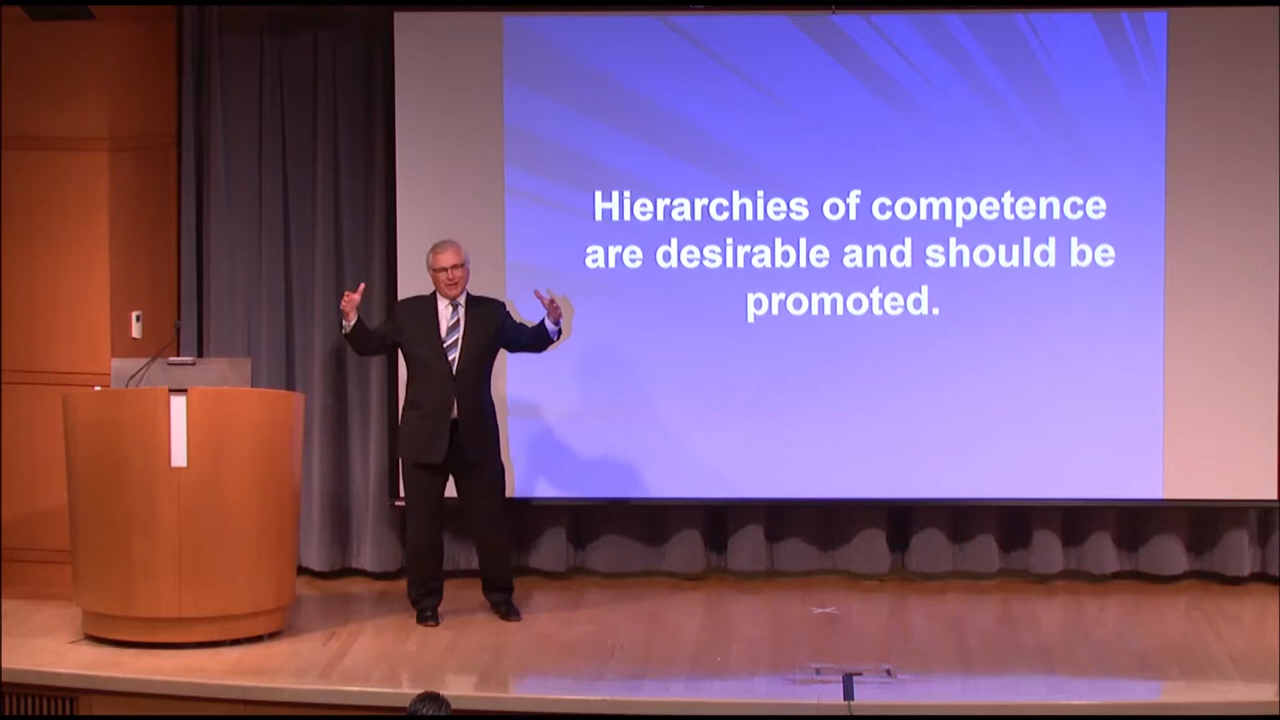 Hierarchies of competence
are desirable and should be
promoted.